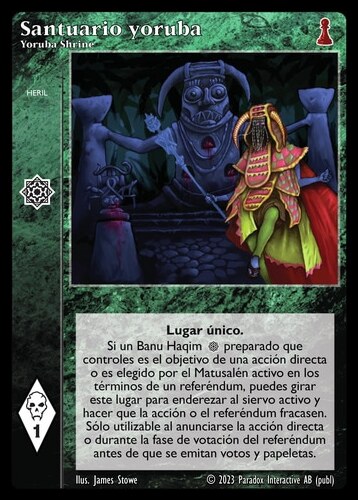 Santuario yoruba
Yoruba Shrine
HERIL
Lugar único.
Si un Banu Haqim preparado que
controles es el objetivo de una acción directa
o es elegido por el Matusalén activo en los
términos de un referéndum, puedes girar
este lugar para enderezar al siervo activo y
hacer que la acción o el referéndum fracasen.
Sólo utilizable al anunciarse la acción directa
o durante la fase de votación del referéndum
antes de que se emitan votos y papeletas.
1
Ilus. James Stowe
© 2023 Paradox Interactive AB (publ)